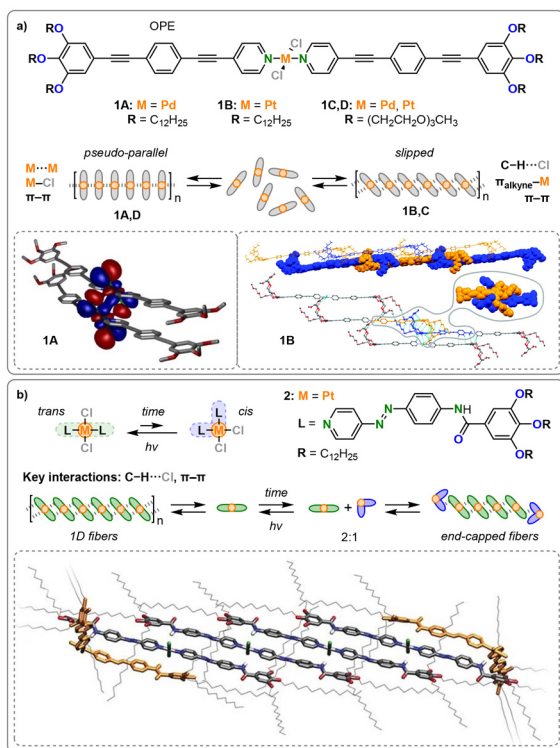 a)
RO OPE OR
RO N Cl M N Cl OR
RO OR
1A: M = Pd 1B: M = Pt 1C,D: M = Pd, Pt
R = C12H25 R = C12H25 R = (CH2CH2O)3CH3
M···M pseudo-parallel slipped C–H···Cl
M–Cl πalkyne–M
π–π n n π–π
1A,D 1B,C
1A 1B
b)
2: M = Pt
trans Cl time L cis
L M L L M Cl
Cl hν Cl
L = N N N H N O OR OR OR
R = C12H25
Key interactions: C–H···Cl, π–π
time
n + 
hν
1D fibers 2:1 end-capped fibers